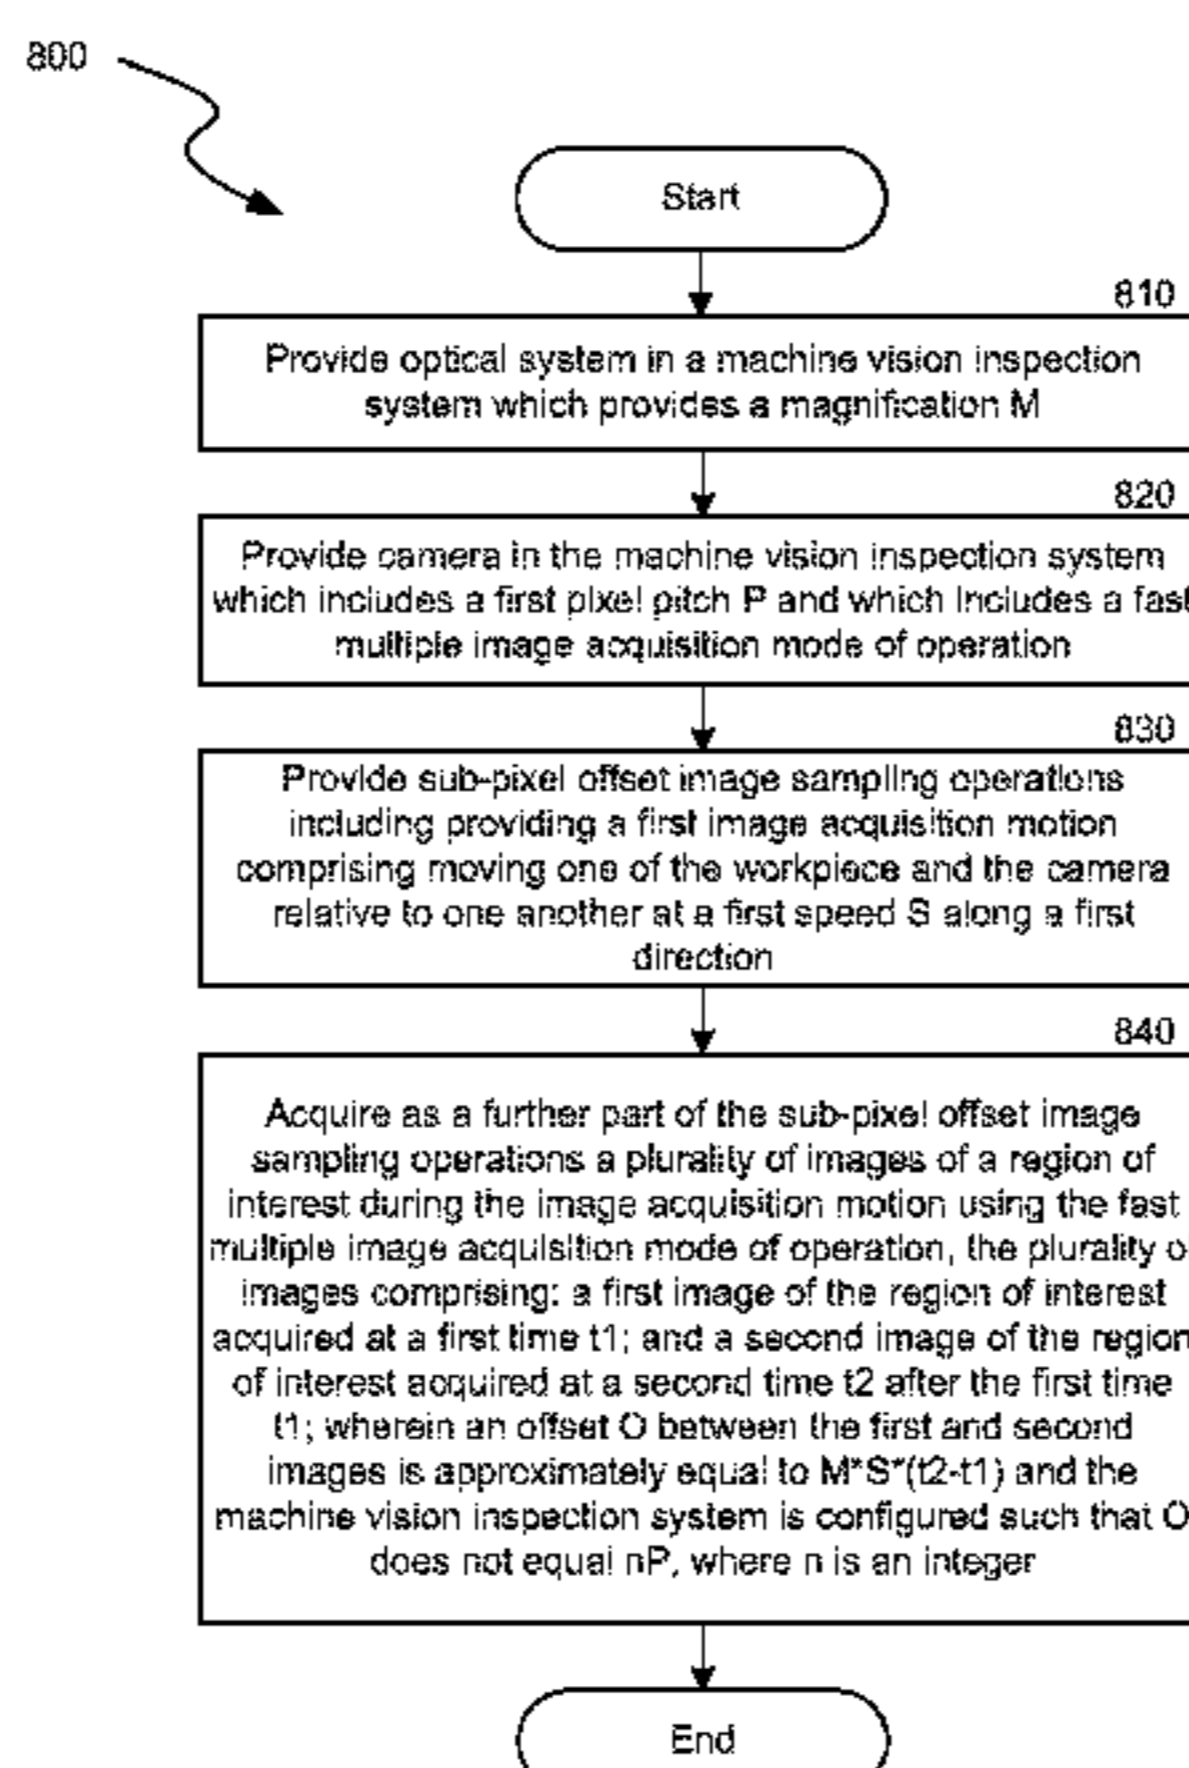 800
Start
810
Provide optical system in a machine vision inspection
system which provides a magnification M
820
Provide camera in the machine vision inspection system
which includes a first pixel pitch P and which includes a fast
multiple image acquisition mode of operation
830
Provide sub-pixel offset image sampling operations
including providing a first image acquisition motion
comprising moving one of the workpiece and the camera
relative to one another at a first speed S along a first
direction
840
Acquire as a further part of the sub-pixel offset image
sampling operations a plurality of images of a region of
interest during the image acquisition motion using the fast
multiple image acquisition mode of operation, the plurality of
images comprising: a first image of the region of interest
acquired at a first time t1; and a second image of the region
of interest acquired at a second time t2 after the first time
t1; wherein an offset O between the first and second
images is approximately equal to M*S*(t2-t1) and the
machine vision inspection system is configured such that O
does not equal nP, where n is an integer
End